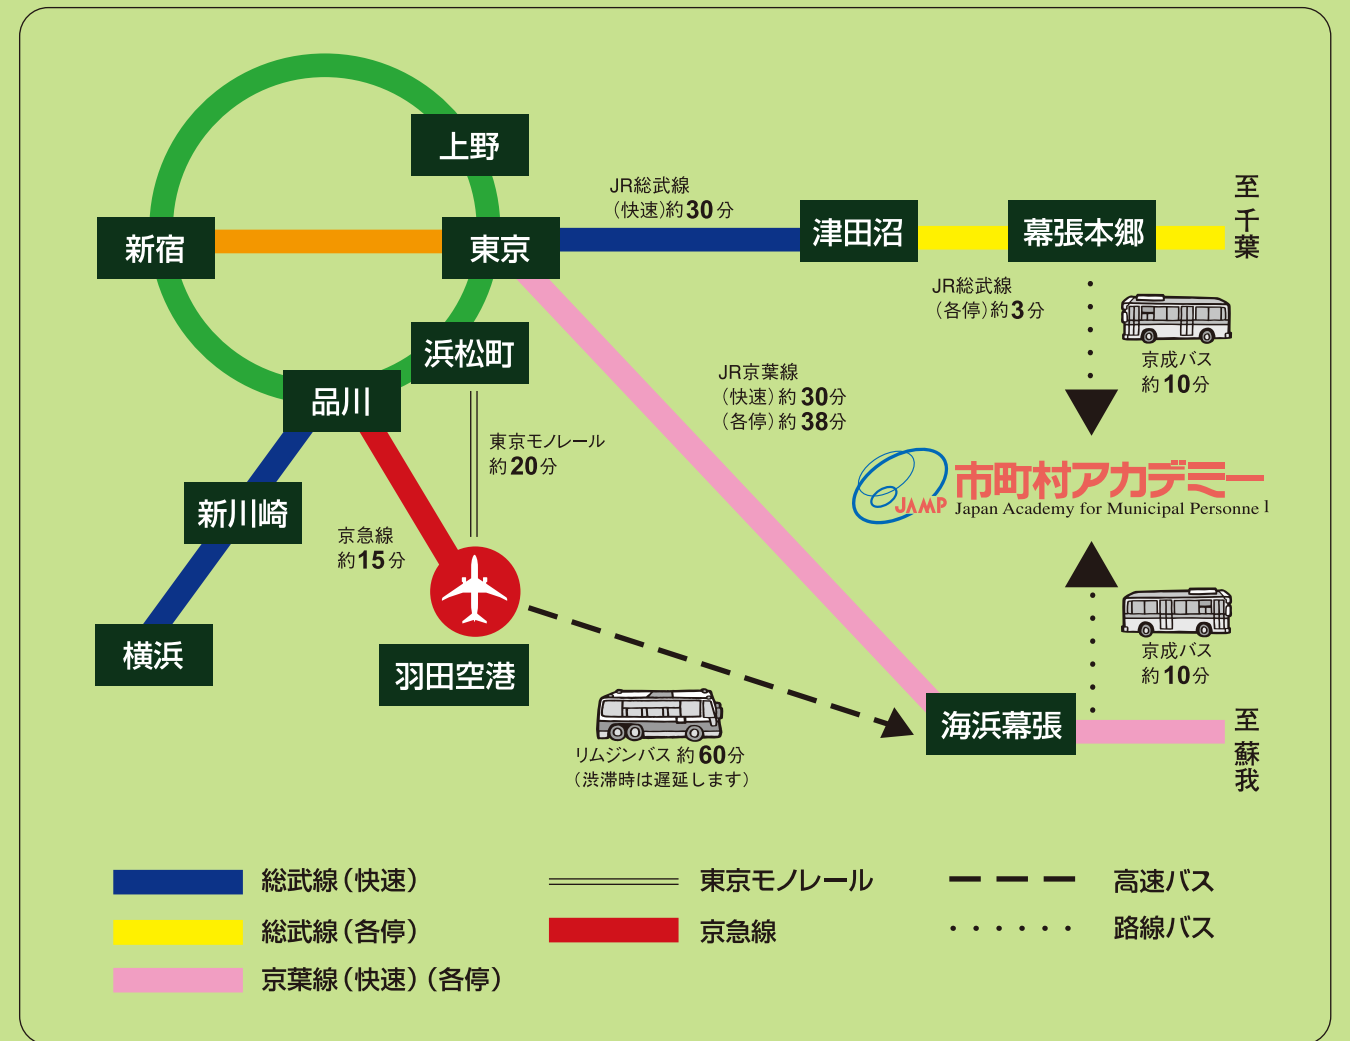 上野
新宿
東京
JR総武線
（快速）約30分
津田沼
幕張本郷
至 千葉
JR総武線
（各停）約3分
京成バス
約10分
浜松町
品川
JR京葉線
（快速）約30分
（各停）約38分
東京モノレール
約20分
JAMP
市町村アカデミー
Japan Academy for Municipal Personnel
新川崎
京急線
約15分
京成バス
約10分
横浜
羽田空港
海浜幕張
至 蘇我
リムジンバス 約60分
（渋滞時は遅延します）
総武線（快速）
東京モノレール
高速バス
総武線（各停）
京急線
路線バス
京葉線（快速）（各停）